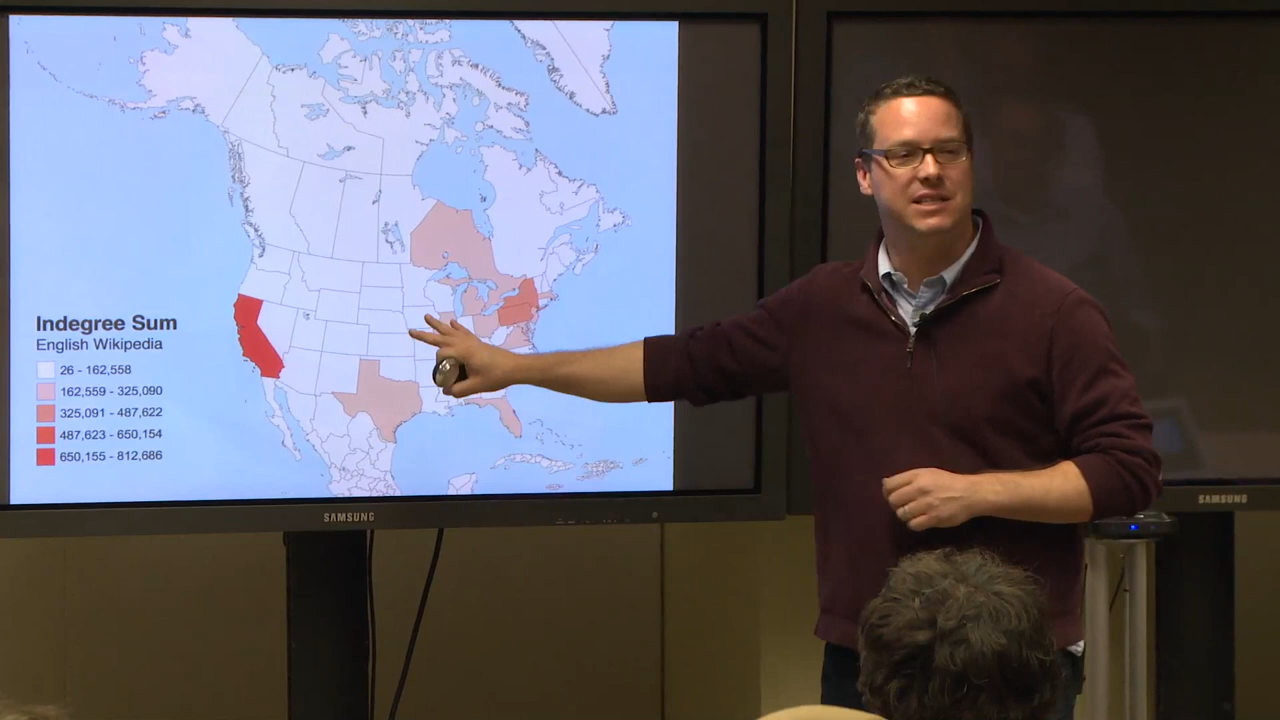 Indegree Sum
English Wikipedia
26 - 162,558
162,559 - 325,090
325,091 - 487,622
487,623 - 650,154
650,155 - 812,686
SAMSUNG
SAMSUNG